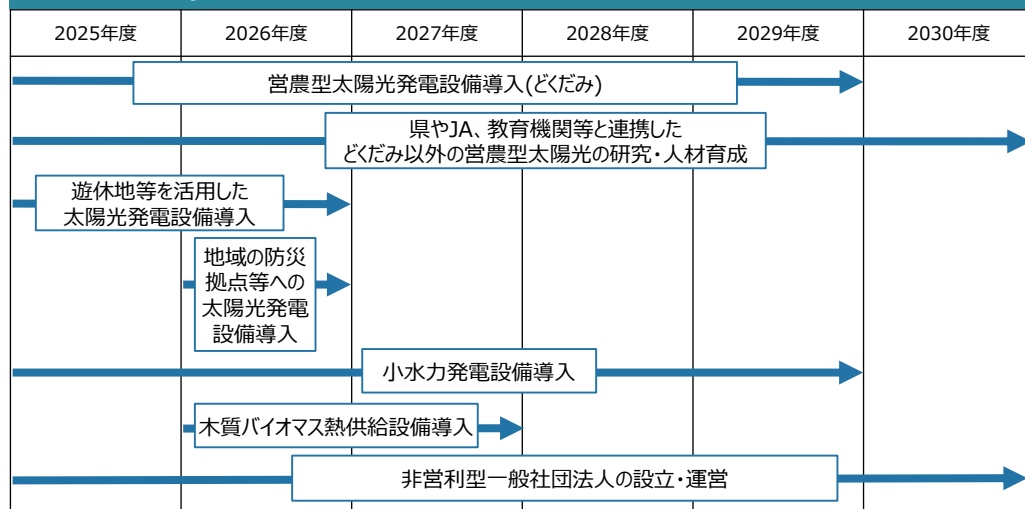 2025年度
2026年度
2027年度
2028年度
2029年度
2030年度
営農型太陽光発電設備導入(どくだみ)
県やJA、教育機関等と連携した
どくだみ以外の営農型太陽光の研究・人材育成
遊休地等を活用した
太陽光発電設備導入
地域の防災
拠点等への
太陽光発電
設備導入
小水力発電設備導入
木質バイオマス熱供給設備導入
非営利型一般社団法人の設立・運営